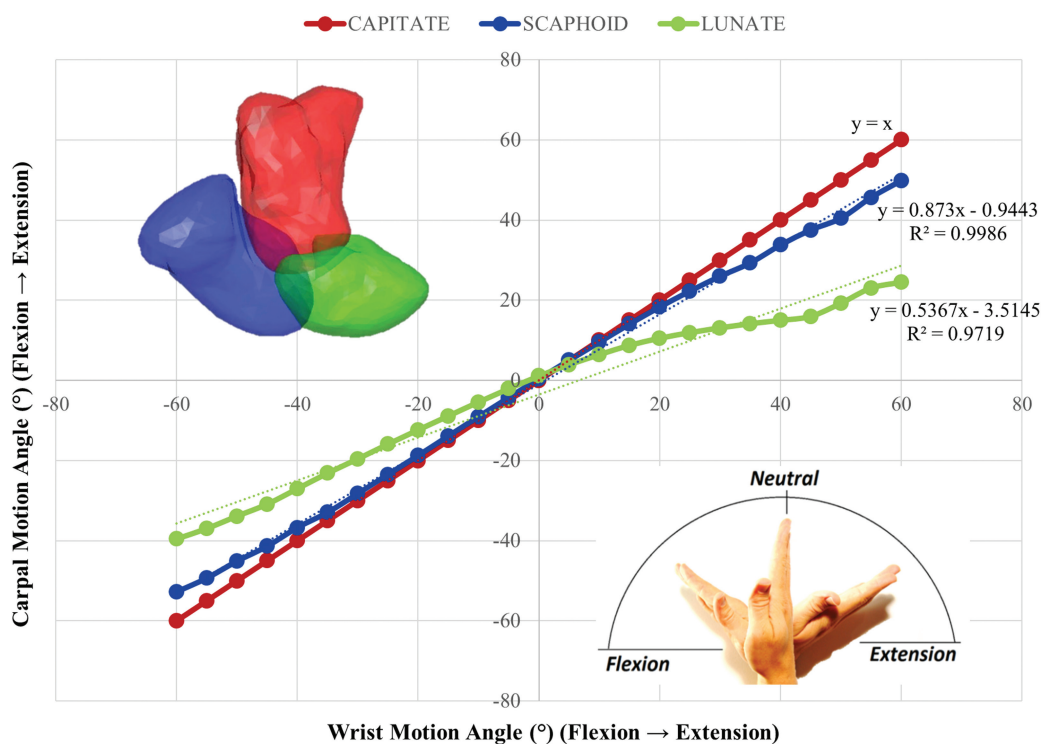 CAPITATE SCAPHOID LUNATE
80
60
40
20
0
-20
-40
-60
-80
-80 -60 -40 -20 0 20 40 60 80
y = x
y = 0.873x - 0.9443
R² = 0.9986
y = 0.5367x - 3.5145
R² = 0.9719
Neutral
Flexion
Extension
Carpal Motion Angle (°) (Flexion → Extension)
Wrist Motion Angle (°) (Flexion → Extension)